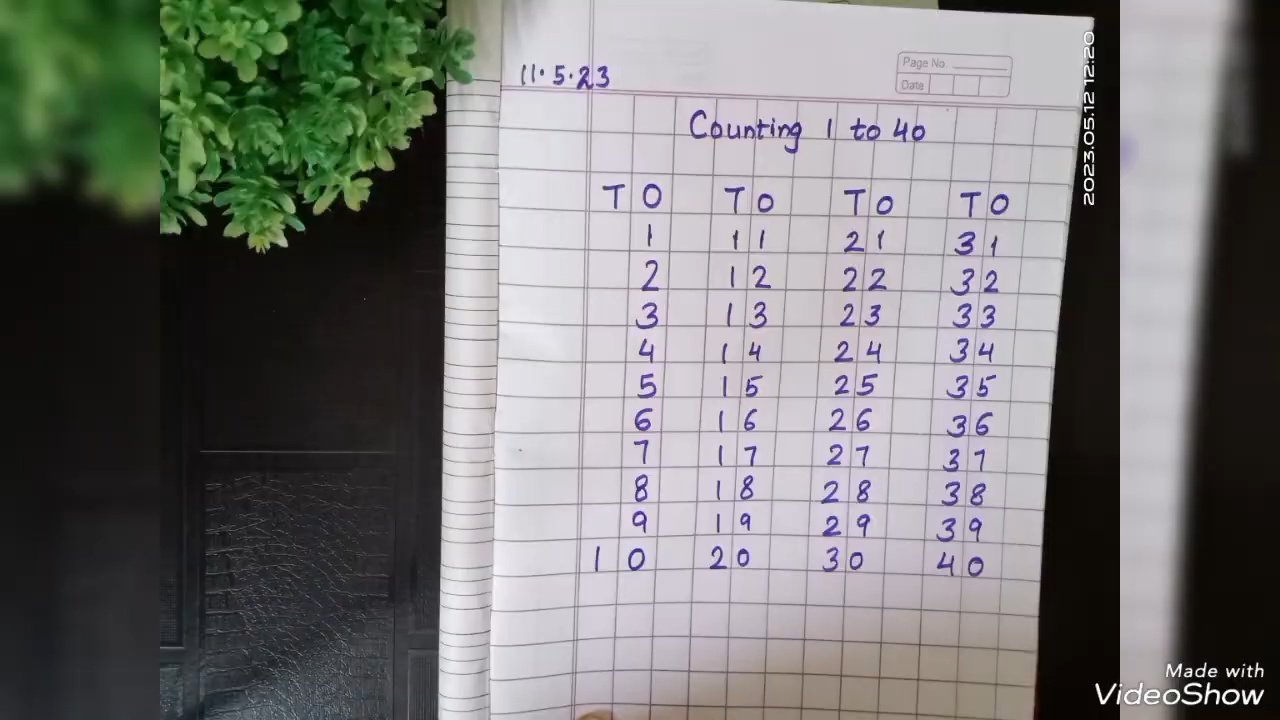 11.5.23
Page No.
Date
Counting 1 to 40
T O T O T O T O
1 11 21 31
2 12 22 32
3 13 23 33
4 14 24 34
5 15 25 35
6 16 26 36
7 17 27 37
8 18 28 38
9 19 29 39
10 20 30 40
2023.05.12 12:20
Made with
VideoShow